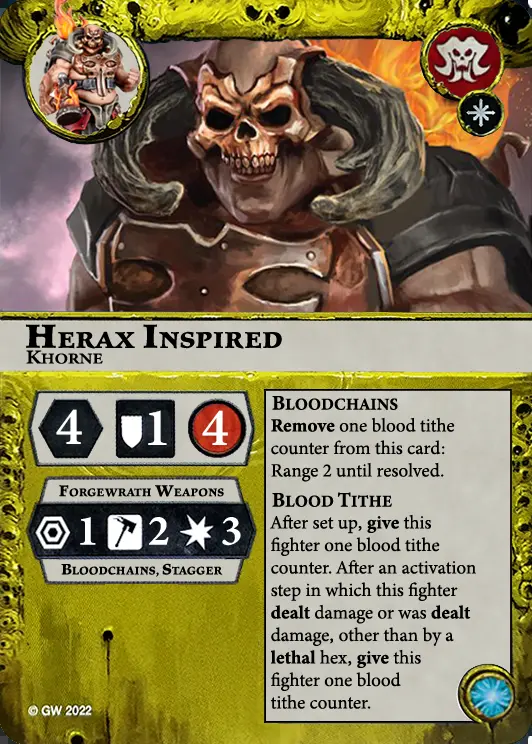 Herax Inspired
Khorne
4 1 4
Forgewrath Weapons
1 2 3
Bloodchains, Stagger
Bloodchains
Remove one blood tithe
counter from this card:
Range 2 until resolved.
Blood Tithe
After set up, give this
fighter one blood tithe
counter. After an activation
step in which this fighter
dealt damage or was dealt
damage, other than by a
lethal hex, give this
fighter one blood
tithe counter.
© GW 2022